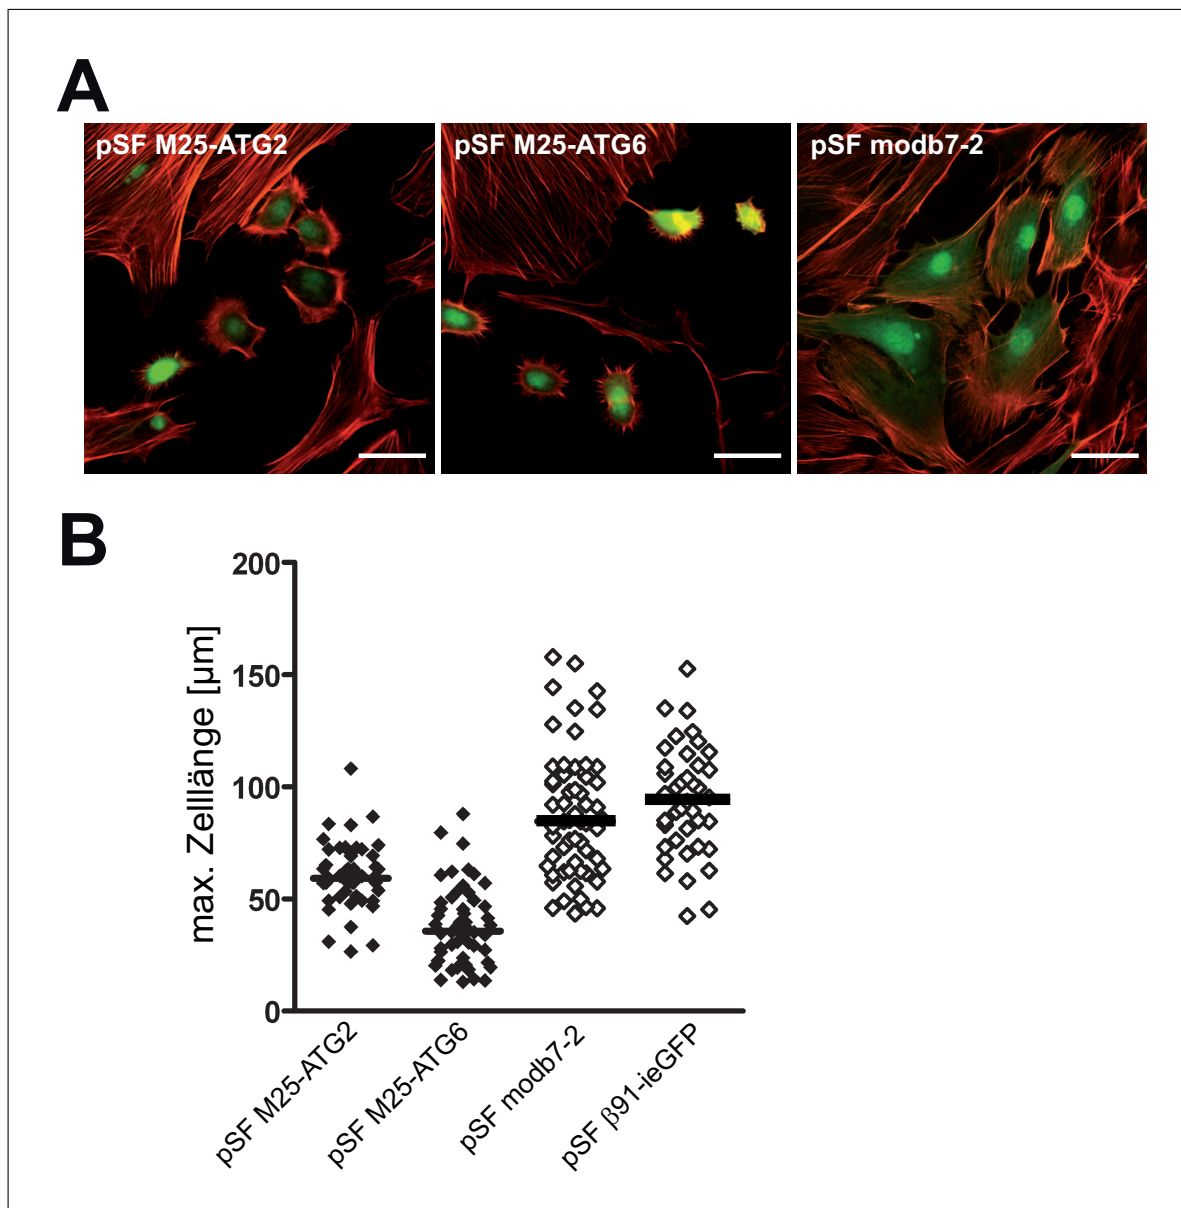 A
pSF M25-ATG2
pSF M25-ATG6
pSF modb7-2
B
max. Zelllänge [µm]
200
150
100
50
0
pSF M25-ATG2
pSF M25-ATG6
pSF modb7-2
pSF β91-ieGFP